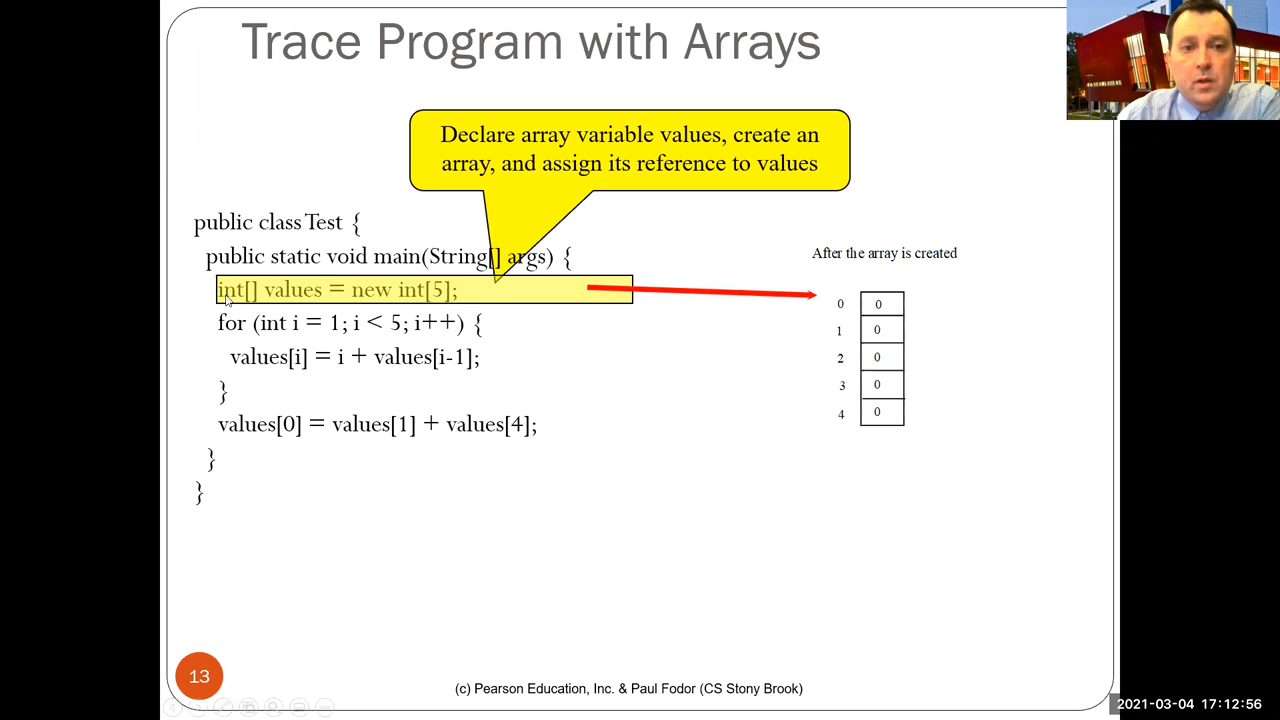 Trace Program with Arrays
Declare array variable values, create an
array, and assign its reference to values
public class Test {
public static void main(String[] args) {
int[] values = new int[5];
for (int i = 1; i < 5; i++) {
values[i] = i + values[i-1];
}
values[0] = values[1] + values[4];
}
}
After the array is created
0 0
1 0
2 0
3 0
4 0
13
(c) Pearson Education, Inc. & Paul Fodor (CS Stony Brook)
2021-03-04 17:12:56